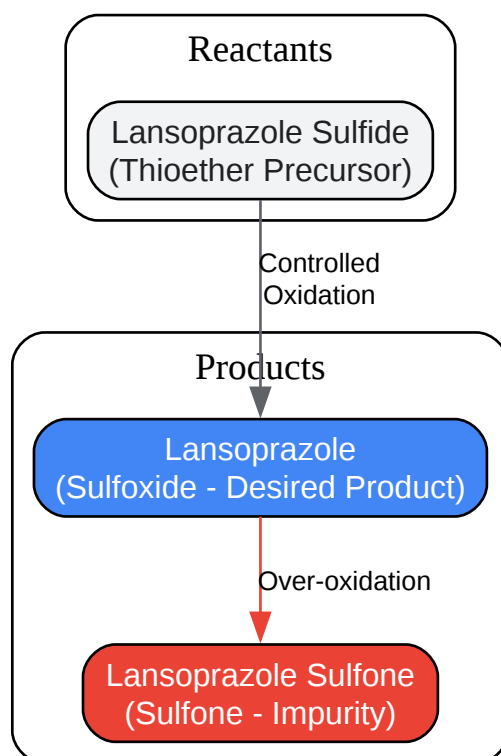 Reactants
Lansoprazole Sulfide
(Thioether Precursor)
Controlled
Oxidation
Products
Lansoprazole
(Sulfoxide - Desired Product)
Over-oxidation
Lansoprazole Sulfone
(Sulfone - Impurity)